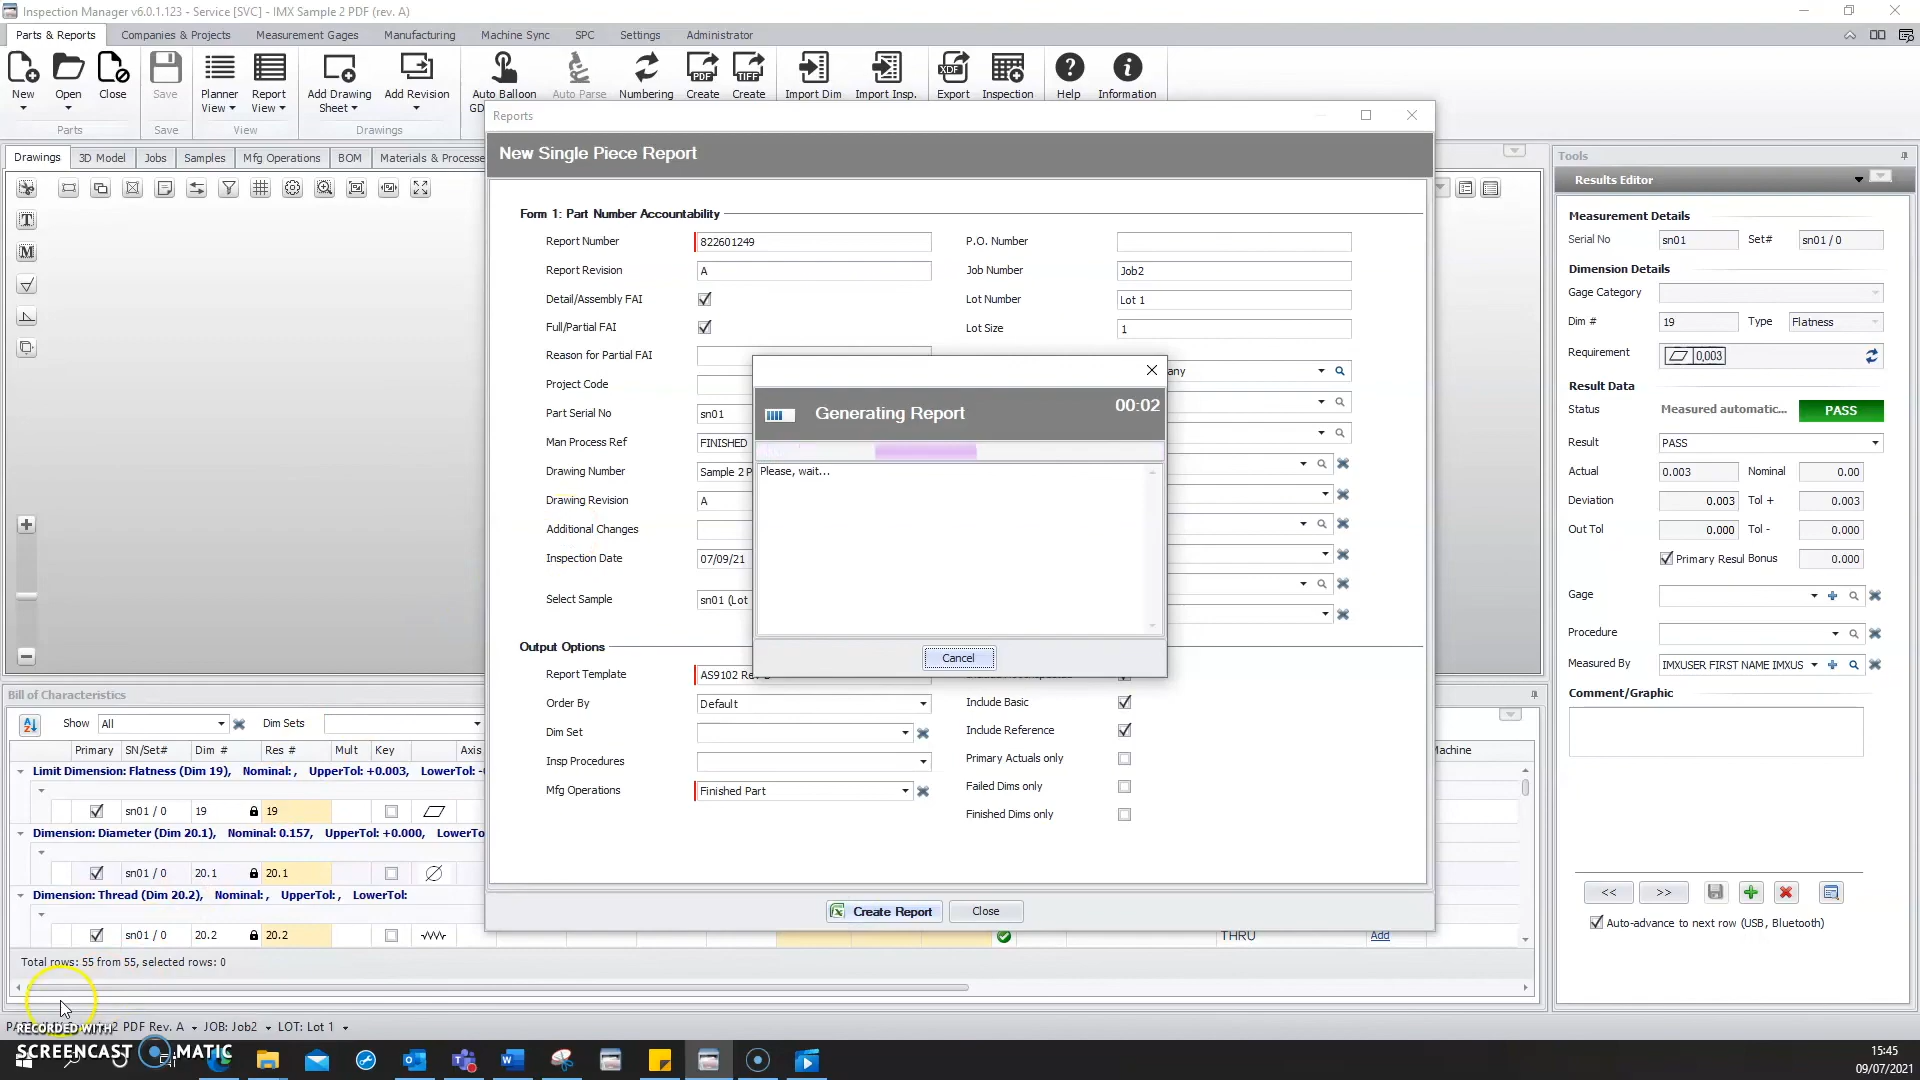 Inspection Manager v6.0.1.123 - Service [SVC] - IMX Sample 2 PDF (rev. A)
Parts & Reports Companies & Projects Measurement Gages Manufacturing Machine Sync SPC Settings Administrator
New Open Close Save Planner View Report View Add Drawing Sheet Add Revision Auto Balloon Auto Parse Numbering Create Create Import Dim Import Insp. Export Inspection Help Information
PDF TIFF XDF
Parts Save View Drawings
Reports
New Single Piece Report
Drawings 3D Model Jobs Samples Mfg Operations BOM Materials & Processe
Form 1: Part Number Accountability
Report Number 822601249 P.O. Number
Report Revision A Job Number Job2
Detail/Assembly FAI Lot Number Lot 1
Full/Partial FAI Lot Size 1
Reason for Partial FAI
Project Code any
Part Serial No sn01
Man Process Ref FINISHED
Drawing Number Sample 2 P
Drawing Revision A
Additional Changes
Inspection Date 07/09/21
Select Sample sn01 (Lot
Generating Report 00:02
Please, wait...
Cancel
Output Options
Report Template AS9102 Re
Order By Default Include Basic
Dim Set Include Reference
Insp Procedures Primary Actuals only
Mfg Operations Finished Part Failed Dims only
Finished Dims only
Create Report Close
Tools
Results Editor
Measurement Details
Serial No sn01 Set# sn01 / 0
Dimension Details
Gage Category
Dim # 19 Type Flatness
Requirement 0,003
Result Data
Status Measured automatic... PASS
Result PASS
Actual 0.003 Nominal 0.00
Deviation 0.003 Tol + 0.003
Out Tol 0.000 Tol - 0.000
Primary Resul Bonus 0.000
Gage
Procedure
Measured By IMXUSER FIRST NAME IMXUS
Comment/Graphic
<< >>
Auto-advance to next row (USB, Bluetooth)
Bill of Characteristics
Show All Dim Sets
Primary SN/Set# Dim # Res # Mult Key Axis
Machine
Limit Dimension: Flatness (Dim 19), Nominal: , UpperTol: +0.003, LowerTol: -
sn01 / 0 19 19
Dimension: Diameter (Dim 20.1), Nominal: 0.157, UpperTol: +0.000, LowerTo
sn01 / 0 20.1 20.1
Dimension: Thread (Dim 20.2), Nominal: , UpperTol: , LowerTol:
sn01 / 0 20.2 20.2 THRU Add
Total rows: 55 from 55, selected rows: 0
2 PDF Rev. A JOB: Job2 LOT: Lot 1
RECORDED WITH
SCREENCAST MATIC
15:45
09/07/2021